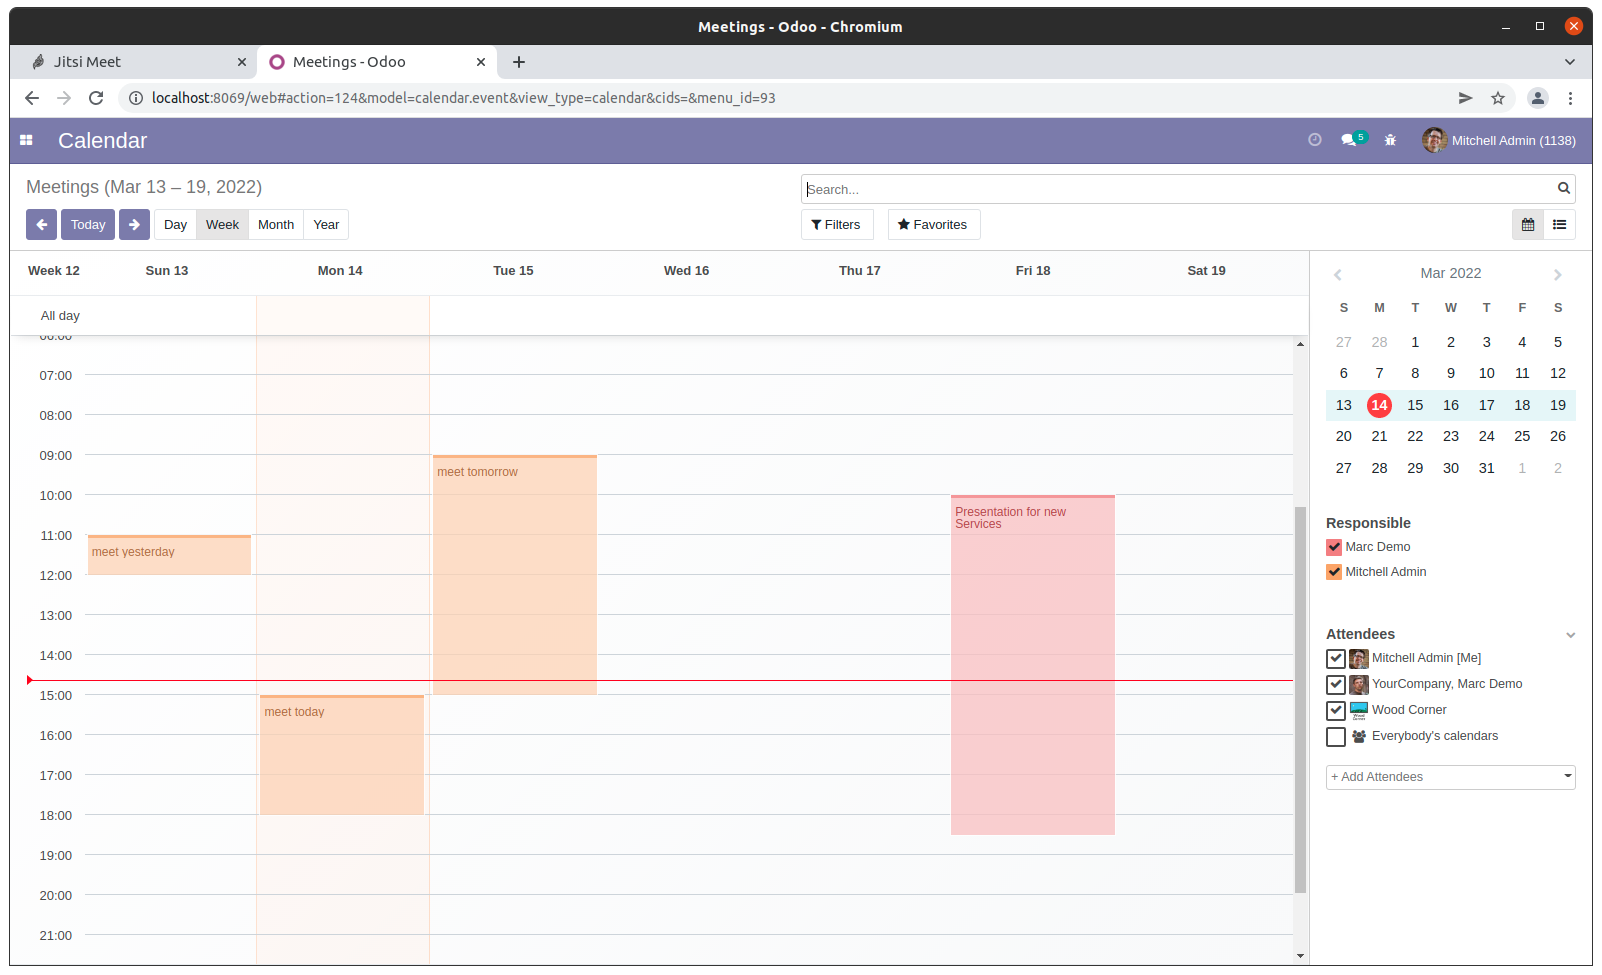 Meetings - Odoo - Chromium
Jitsi Meet
Meetings - Odoo
localhost:8069/web#action=124&model=calendar.event&view_type=calendar&cids=&menu_id=93
Calendar
5
Mitchell Admin (1138)
Meetings (Mar 13 – 19, 2022)
Search...
Today
Day
Week
Month
Year
Filters
Favorites
Week 12
Sun 13
Mon 14
Tue 15
Wed 16
Thu 17
Fri 18
Sat 19
All day
06:00
07:00
08:00
09:00
10:00
11:00
12:00
13:00
14:00
15:00
16:00
17:00
18:00
19:00
20:00
21:00
meet yesterday
meet today
meet tomorrow
Presentation for new
Services
Mar 2022
S M T W T F S
27 28 1 2 3 4 5
6 7 8 9 10 11 12
13 14 15 16 17 18 19
20 21 22 23 24 25 26
27 28 29 30 31 1 2
Responsible
Marc Demo
Mitchell Admin
Attendees
Mitchell Admin [Me]
YourCompany, Marc Demo
Wood Corner
Everybody's calendars
+ Add Attendees